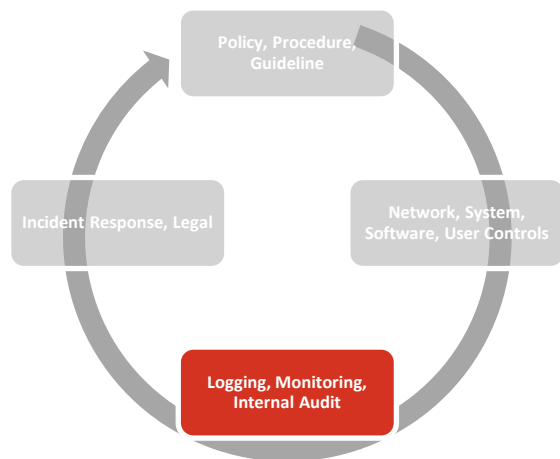 Policy, Procedure,
Guideline
Incident Response, Legal
Network, System,
Software, User Controls
Logging, Monitoring,
Internal Audit